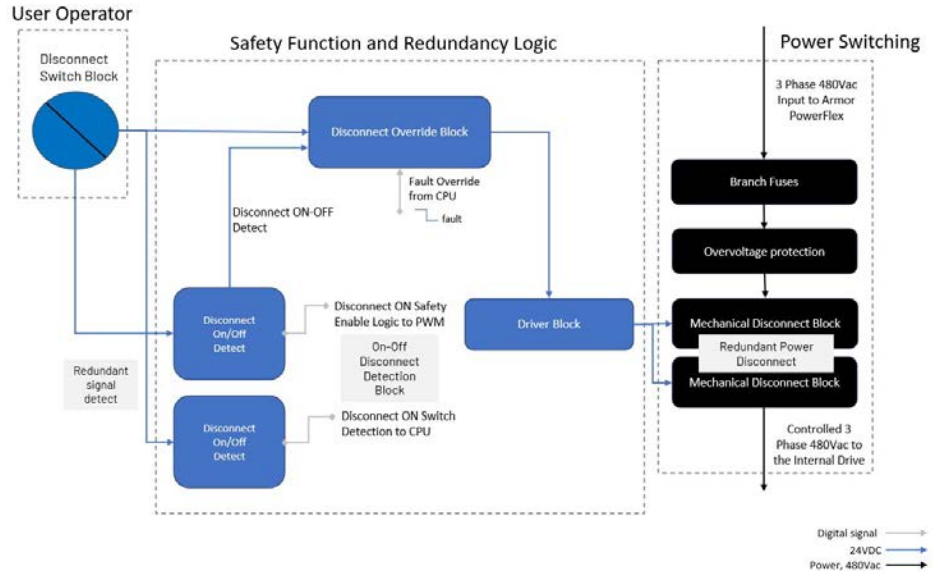 User Operator
Disconnect
Switch Block
Safety Function and Redundancy Logic
Power Switching
3 Phase 480Vac
Input to Armor
PowerFlex
Disconnect Override Block
Fault Override
from CPU
fault
Disconnect ON-OFF
Detect
Branch Fuses
Overvoltage protection
Disconnect
On/Off
Detect
Disconnect ON Safety
Enable Logic to PWM
Driver Block
Mechanical Disconnect Block
Redundant Power
Disconnect
Mechanical Disconnect Block
On-Off
Disconnect
Detection
Block
Redundant
signal
detect
Disconnect
On/Off
Detect
Disconnect ON Switch
Detection to CPU
Controlled 3
Phase 480Vac to
the Internal Drive
Digital signal
24VDC
Power, 480Vac